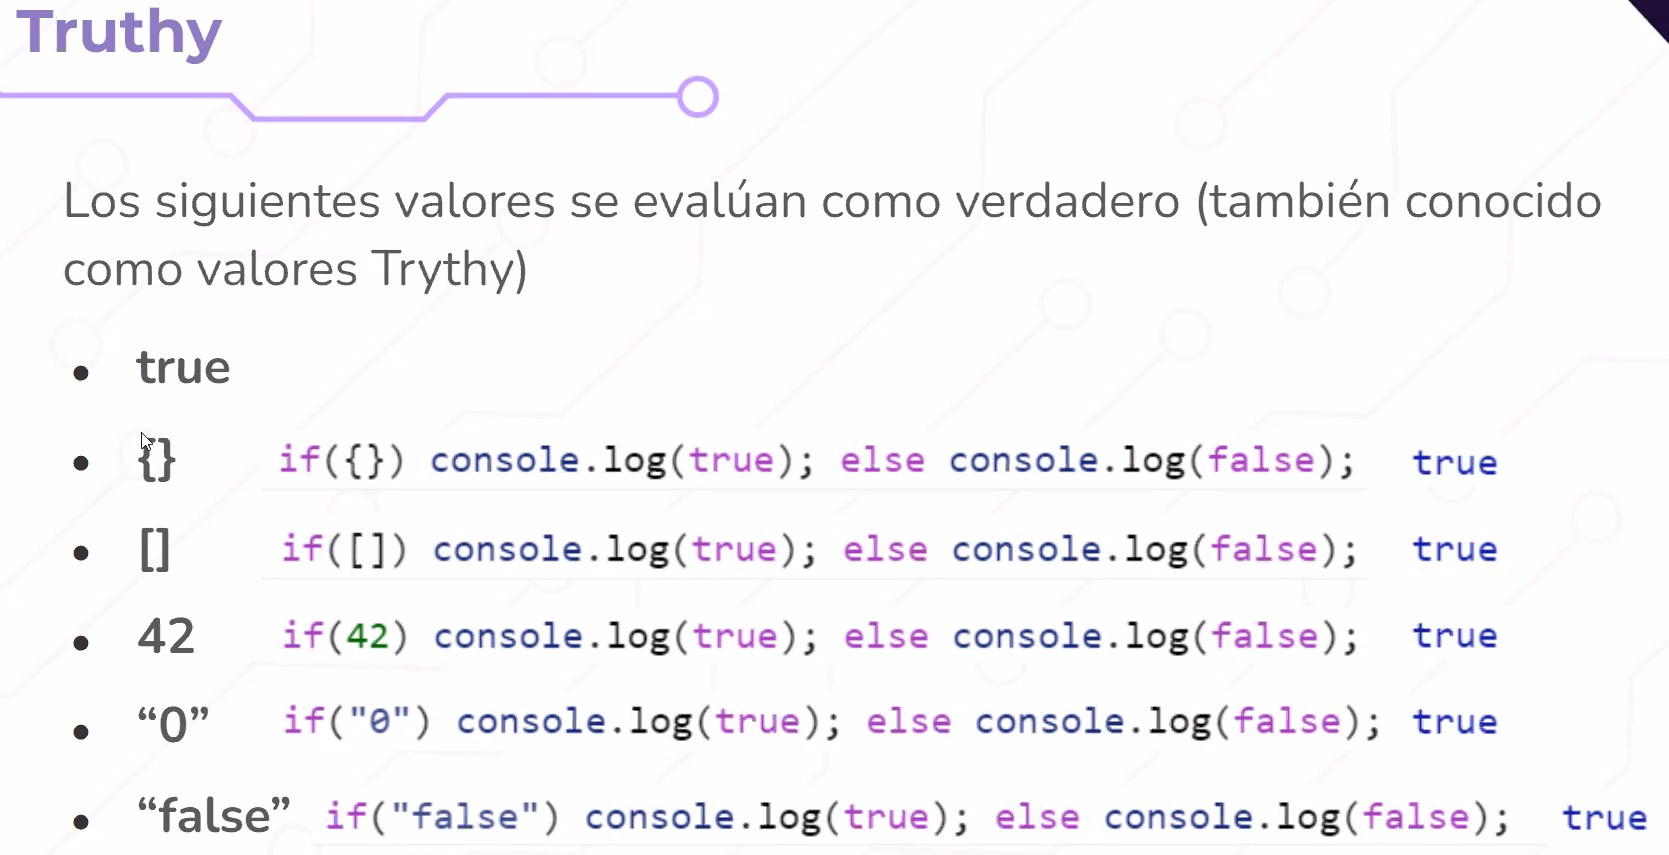 Truthy
Los siguientes valores se evalúan como verdadero (también conocido
como valores Trythy)
● true
● {} if({}) console.log(true); else console.log(false); true
● [] if([]) console.log(true); else console.log(false); true
● 42 if(42) console.log(true); else console.log(false); true
● “0” if("0") console.log(true); else console.log(false); true
● “false” if("false") console.log(true); else console.log(false); true